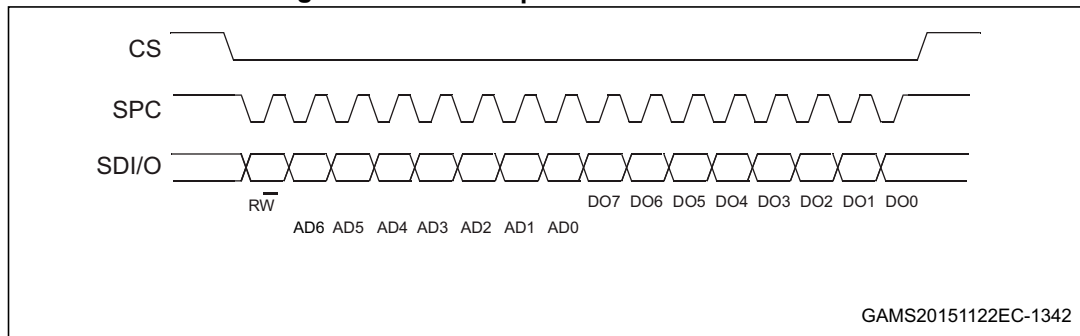 CS
SPC
SDI/O
RW
DO7 DO6 DO5 DO4 DO3 DO2 DO1 DO0
AD6 AD5 AD4 AD3 AD2 AD1 AD0
GAMS20151122EC-1342